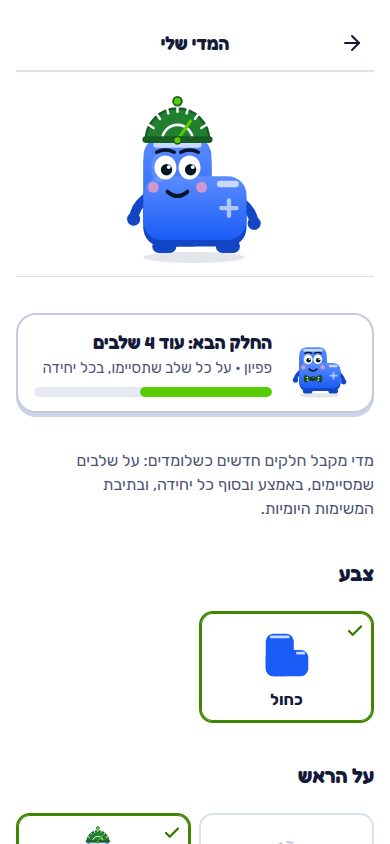 המדי שלי
החלק הבא: עוד 4 שלבים
פפיון • על כל שלב שתסיימו, בכל יחידה
מדי מקבל חלקים חדשים כשלומדים: על שלבים
שמסיימים, באמצע ובסוף כל יחידה, ובתיבת
המשימות היומיות.
צבע
כחול
על הראש